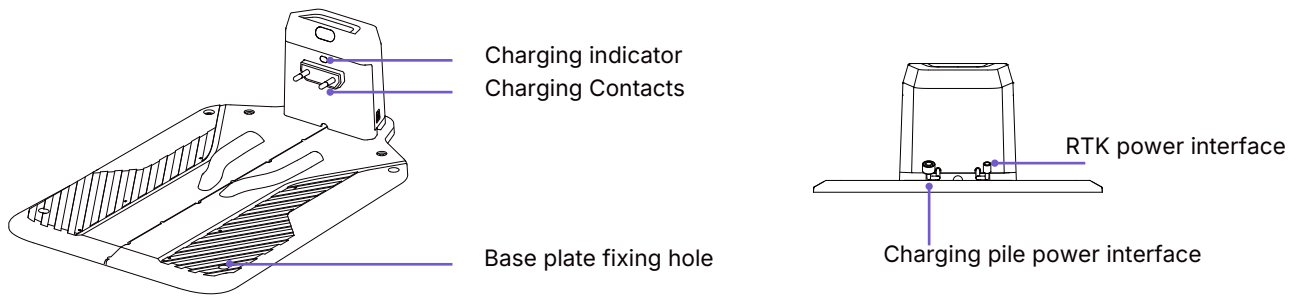 Charging indicator
Charging Contacts
Base plate fixing hole
RTK power interface
Charging pile power interface